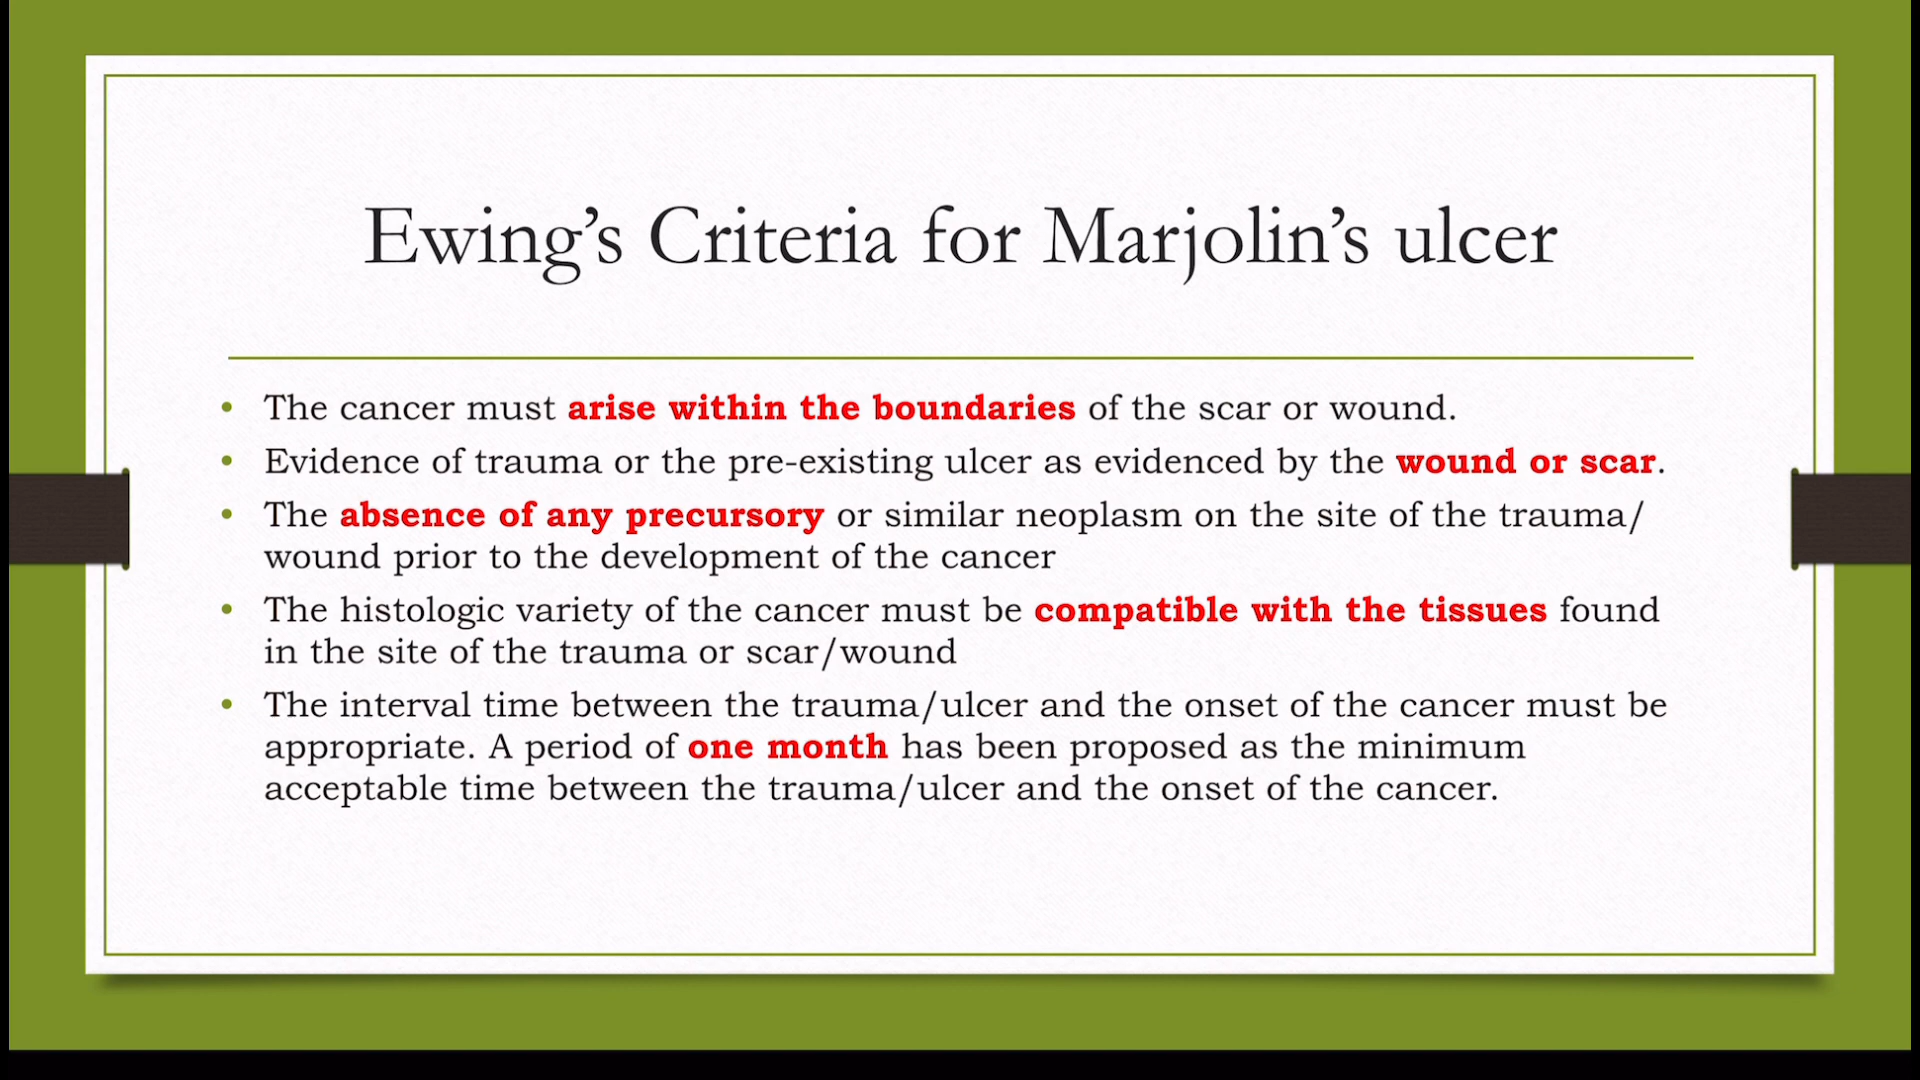 Ewing’s Criteria for Marjolin’s ulcer
• The cancer must arise within the boundaries of the scar or wound.
• Evidence of trauma or the pre-existing ulcer as evidenced by the wound or scar.
• The absence of any precursory or similar neoplasm on the site of the trauma/
wound prior to the development of the cancer
• The histologic variety of the cancer must be compatible with the tissues found
in the site of the trauma or scar/wound
• The interval time between the trauma/ulcer and the onset of the cancer must be
appropriate. A period of one month has been proposed as the minimum
acceptable time between the trauma/ulcer and the onset of the cancer.